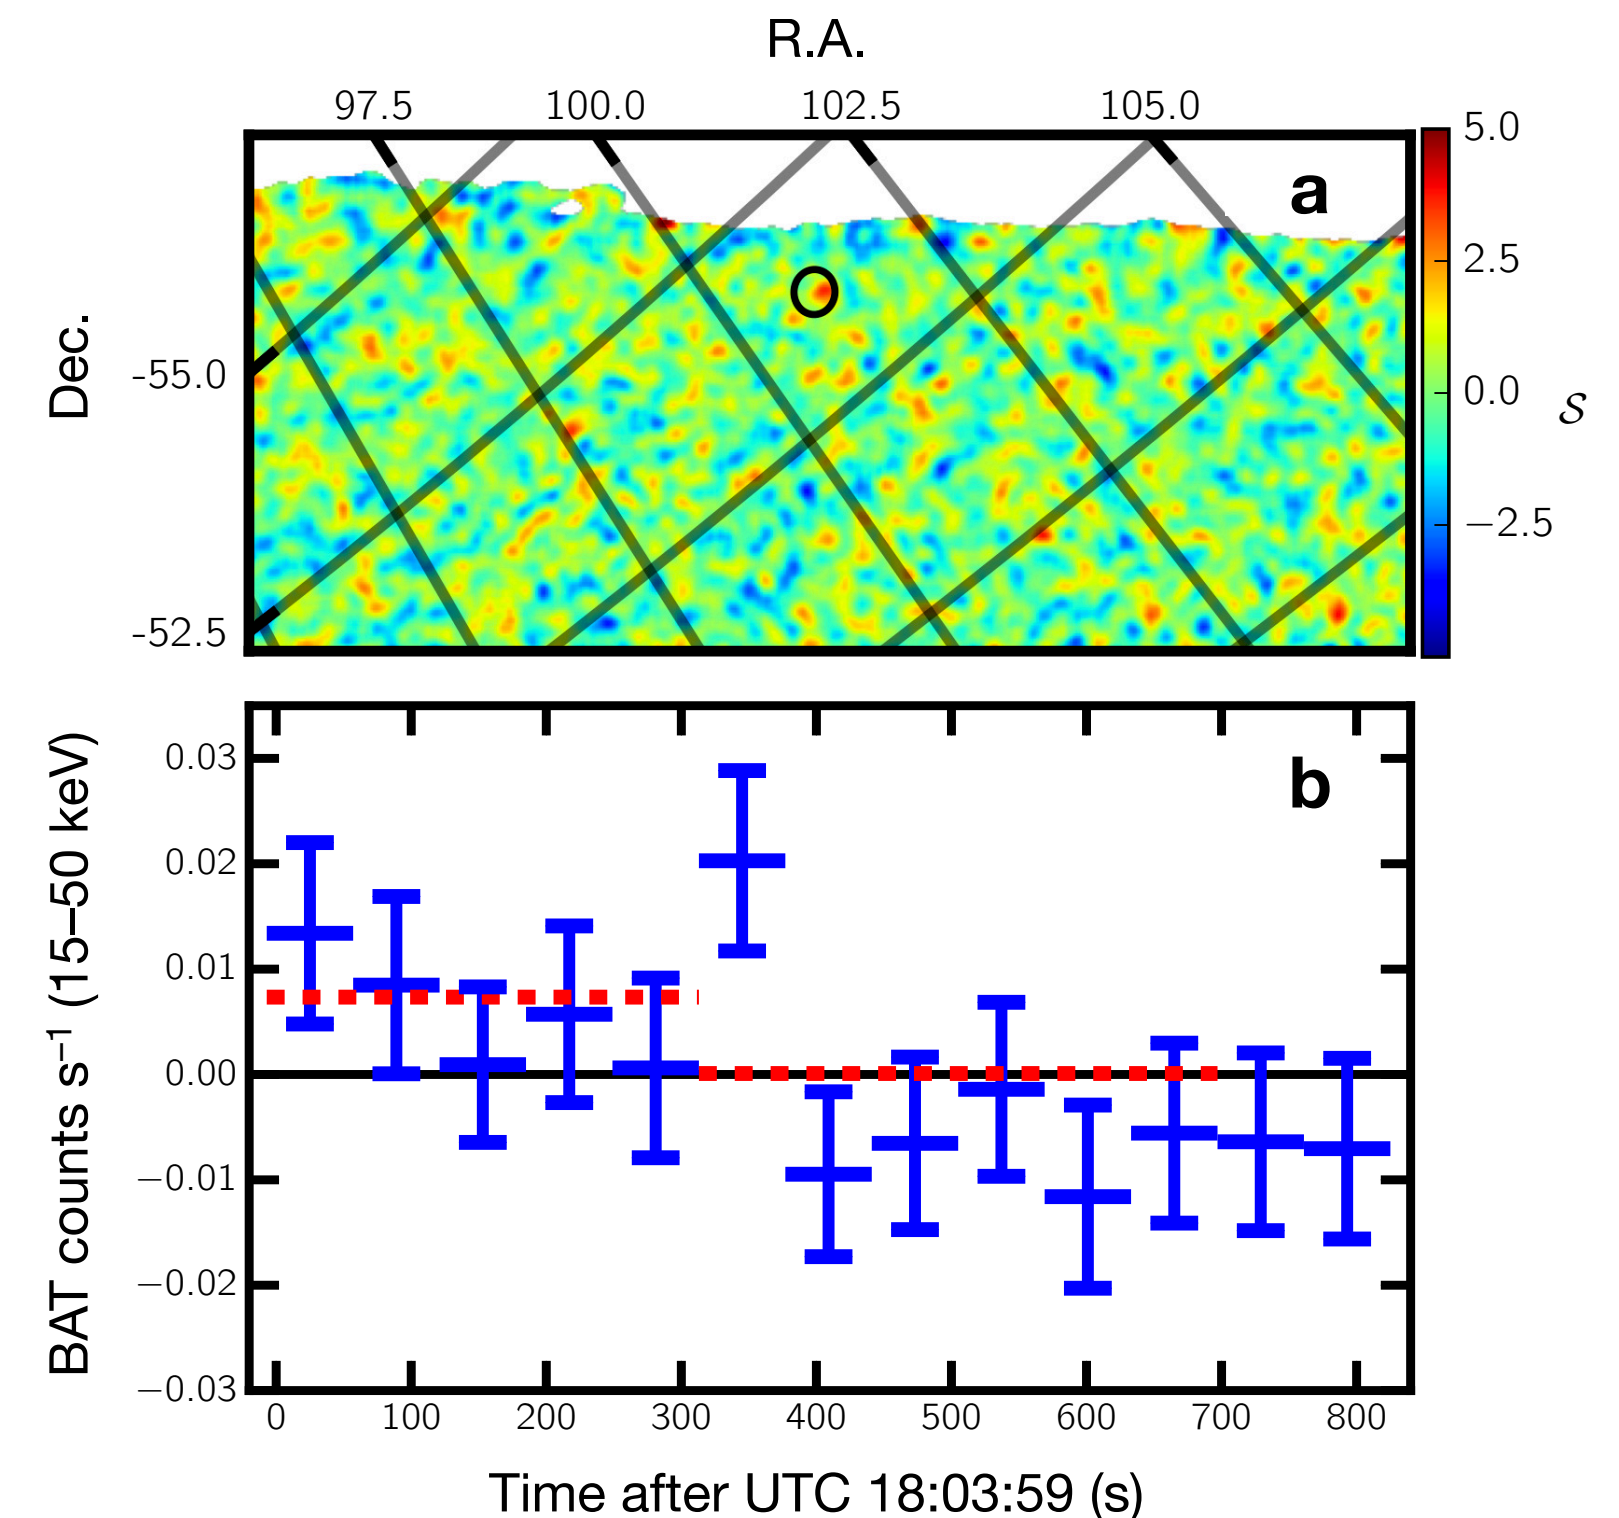 R.A.
97.5 100.0 102.5 105.0
a
5.0
2.5
0.0
−2.5
𝒮
Dec.
-55.0
-52.5
b
BAT counts s⁻¹ (15–50 keV)
0.03
0.02
0.01
0.00
−0.01
−0.02
−0.03
0 100 200 300 400 500 600 700 800
Time after UTC 18:03:59 (s)